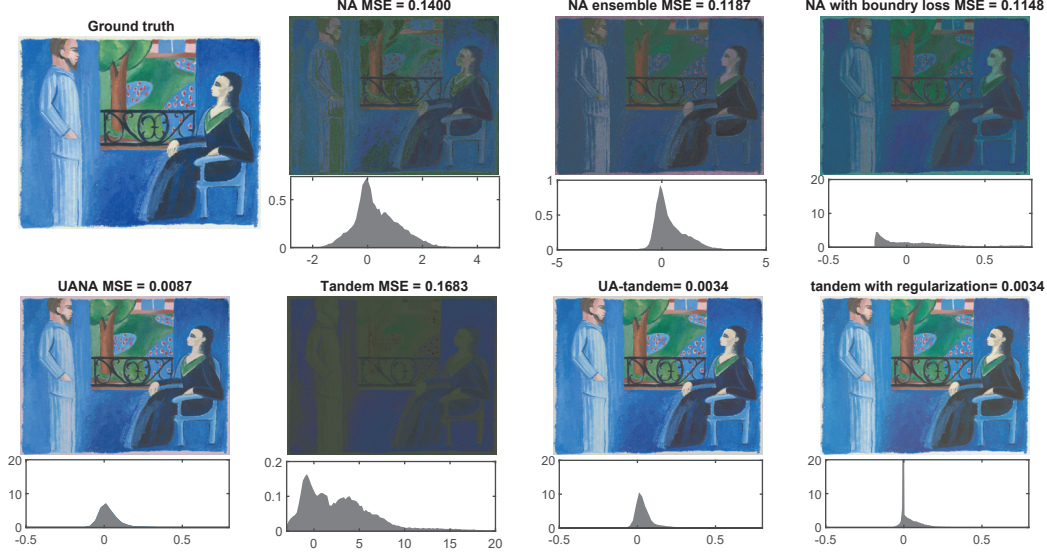 Ground truth
NA MSE = 0.1400
NA ensemble MSE = 0.1187
NA with boundry loss MSE = 0.1148
0.5
0
-2 0 2 4
1
0.5
0
-5 0 5
20
10
0
-0.5 0 0.5
UANA MSE = 0.0087
Tandem MSE = 0.1683
UA-tandem= 0.0034
tandem with regularization= 0.0034
20
10
0
-0.5 0 0.5
0.2
0.1
0
0 5 10 15 20
20
10
0
-0.5 0 0.5
20
10
0
-0.5 0 0.5